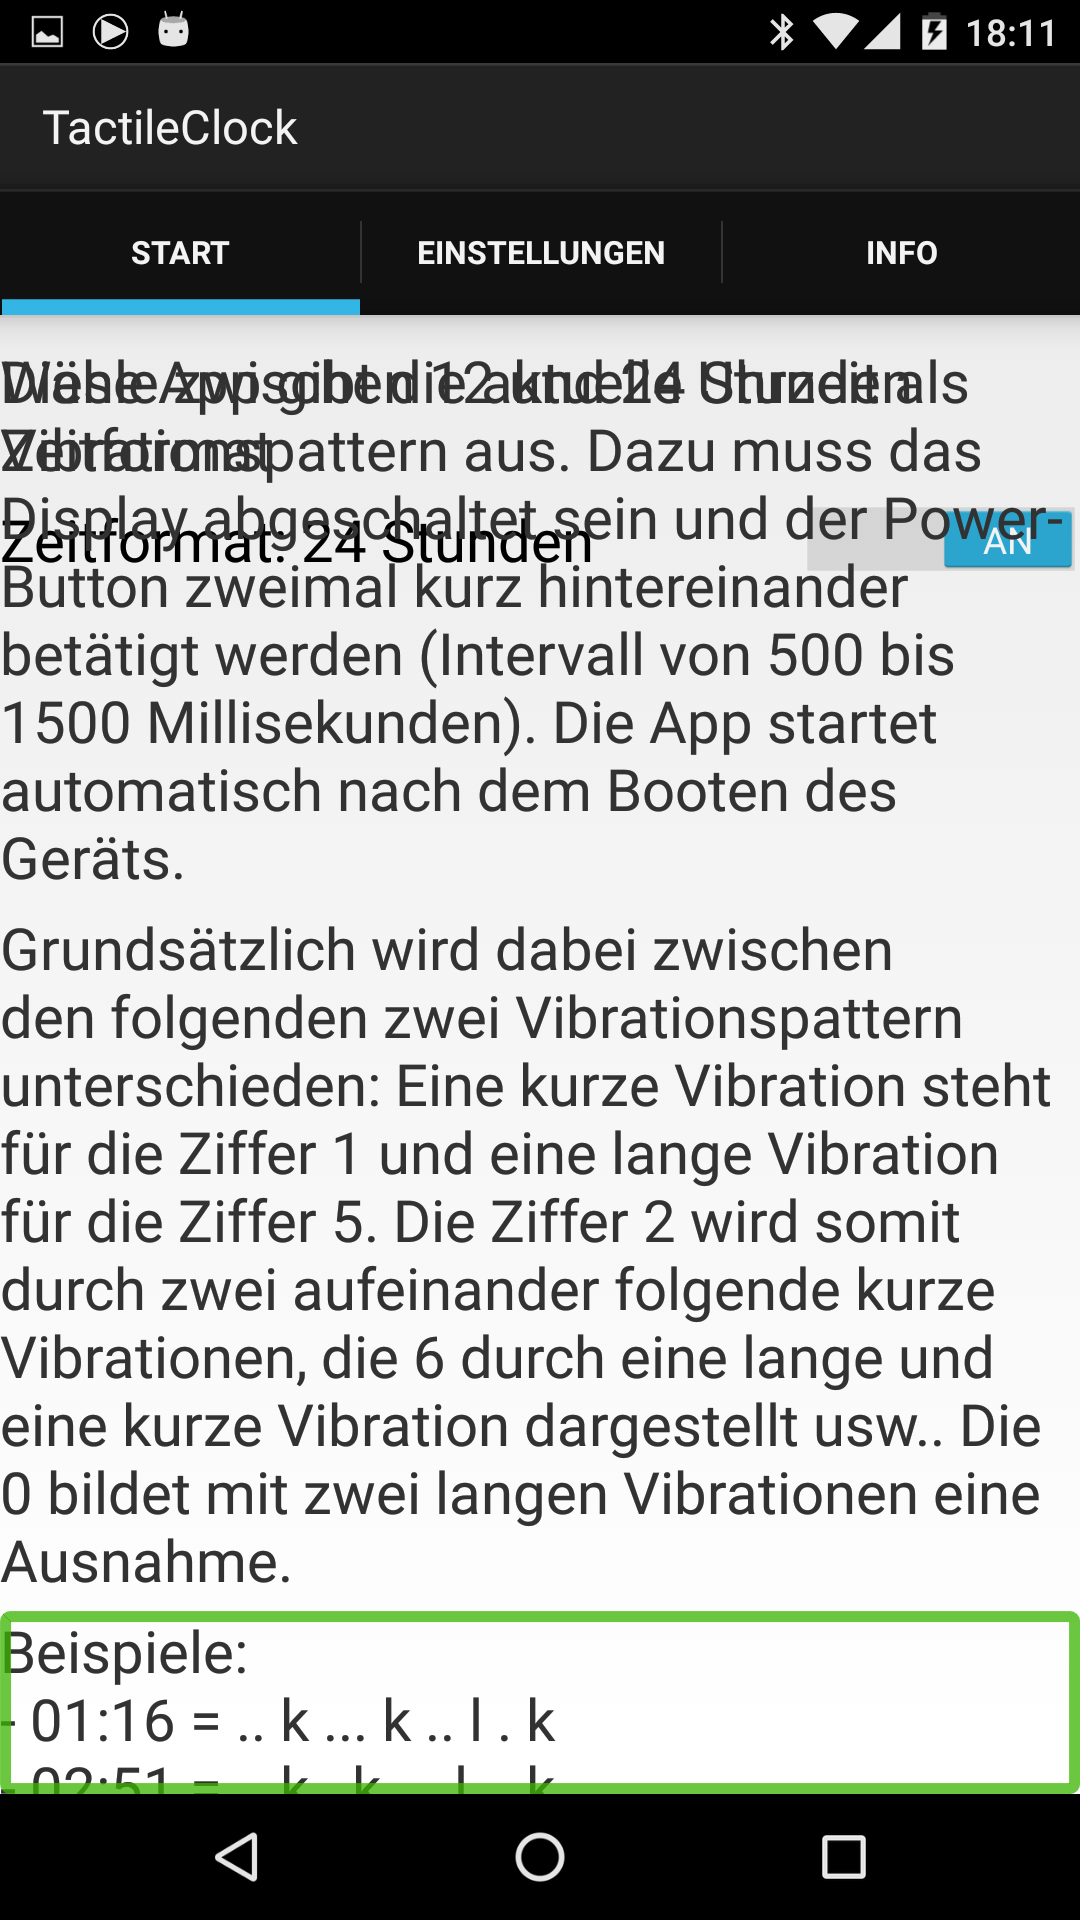 18:11
TactileClock
START
EINSTELLUNGEN
INFO
Diese App gibt die aktuelle Uhrzeit als
Wähle zwischen 12 und 24 Stunden
Vibrationspattern aus. Dazu muss das
Zeitformat
Display abgeschaltet sein und der Power-
Zeitformat: 24 Stunden
AN
Button zweimal kurz hintereinander
betätigt werden (Intervall von 500 bis
1500 Millisekunden). Die App startet
automatisch nach dem Booten des
Geräts.
Grundsätzlich wird dabei zwischen
den folgenden zwei Vibrationspattern
unterschieden: Eine kurze Vibration steht
für die Ziffer 1 und eine lange Vibration
für die Ziffer 5. Die Ziffer 2 wird somit
durch zwei aufeinander folgende kurze
Vibrationen, die 6 durch eine lange und
eine kurze Vibration dargestellt usw.. Die
0 bildet mit zwei langen Vibrationen eine
Ausnahme.
Beispiele:
- 01:16 = .. k ... k .. l . k
- 02:51 = .. k . k ... l .. k